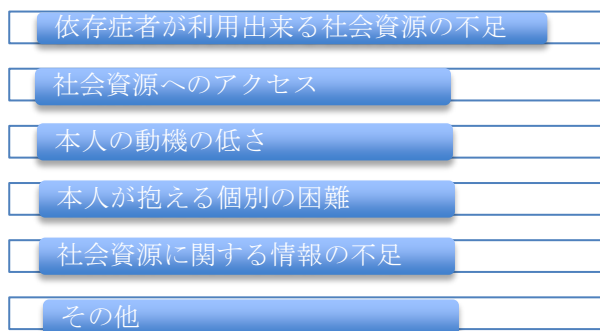 依存症者が利用出来る社会資源の不足
社会資源へのアクセス
本人の動機の低さ
本人が抱える個別の困難
社会資源に関する情報の不足
その他